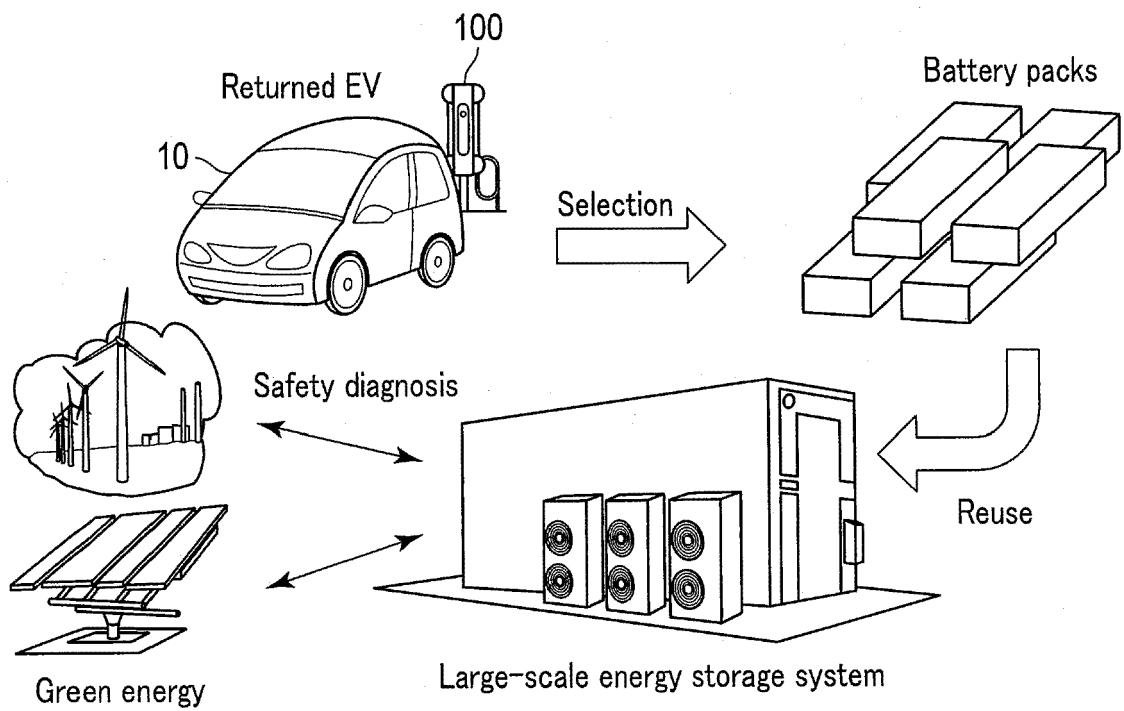 100
Returned EV
Battery packs
10
Selection
Safety diagnosis
Reuse
Large-scale energy storage system
Green energy